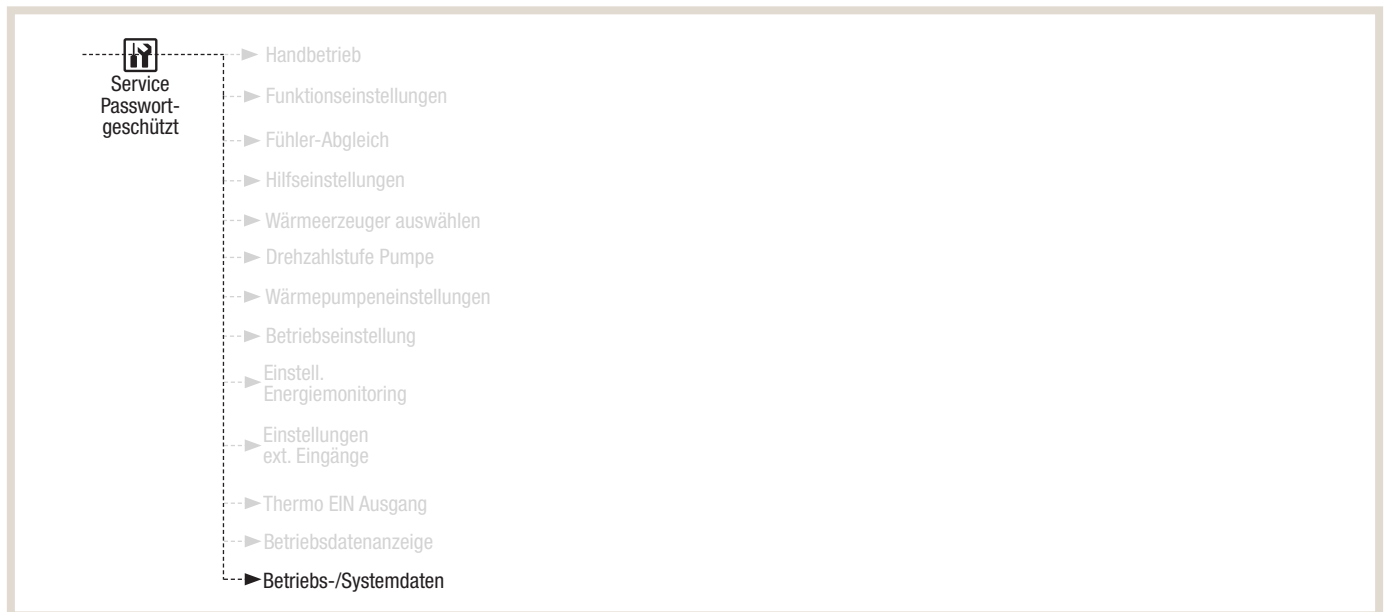 Service
Passwort-
geschützt
Handbetrieb
Funktionseinstellungen
Fühler-Abgleich
Hilfseinstellungen
Wärmeerzeuger auswählen
Drehzahlstufe Pumpe
Wärmepumpeneinstellungen
Betriebseinstellung
Einstell.
Energiemonitoring
Einstellungen
ext. Eingänge
Thermo EIN Ausgang
Betriebsdatenanzeige
Betriebs-/Systemdaten